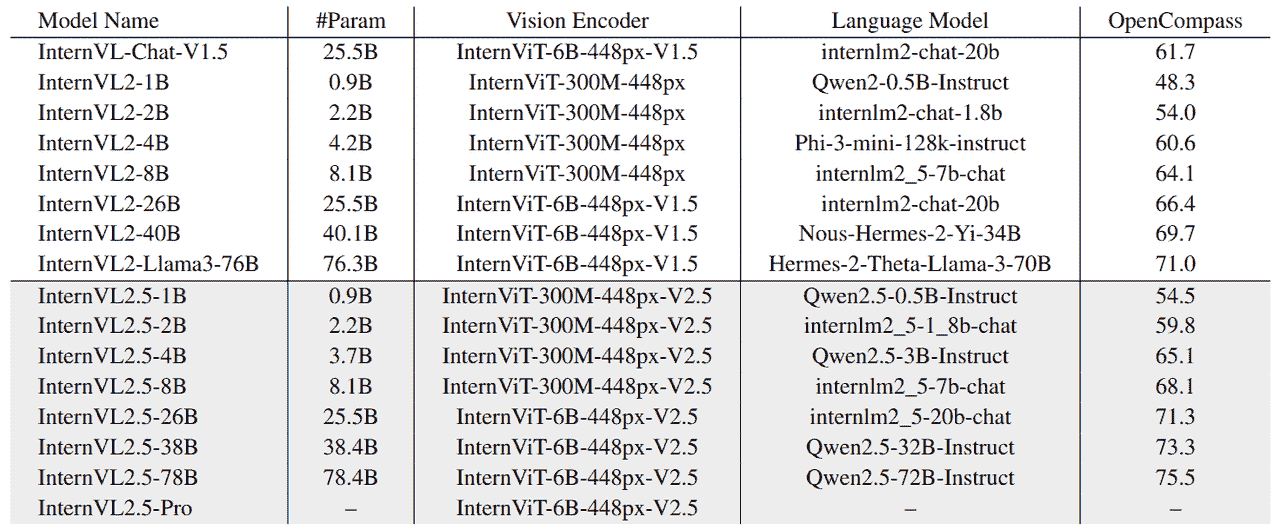 Model Name #Param Vision Encoder Language Model OpenCompass
InternVL-Chat-V1.5 25.5B InternViT-6B-448px-V1.5 internlm2-chat-20b 61.7
InternVL2-1B 0.9B InternViT-300M-448px Qwen2-0.5B-Instruct 48.3
InternVL2-2B 2.2B InternViT-300M-448px internlm2-chat-1.8b 54.0
InternVL2-4B 4.2B InternViT-300M-448px Phi-3-mini-128k-instruct 60.6
InternVL2-8B 8.1B InternViT-300M-448px internlm2_5-7b-chat 64.1
InternVL2-26B 25.5B InternViT-6B-448px-V1.5 internlm2-chat-20b 66.4
InternVL2-40B 40.1B InternViT-6B-448px-V1.5 Nous-Hermes-2-Yi-34B 69.7
InternVL2-Llama3-76B 76.3B InternViT-6B-448px-V1.5 Hermes-2-Theta-Llama-3-70B 71.0
InternVL2.5-1B 0.9B InternViT-300M-448px-V2.5 Qwen2.5-0.5B-Instruct 54.5
InternVL2.5-2B 2.2B InternViT-300M-448px-V2.5 internlm2_5-1_8b-chat 59.8
InternVL2.5-4B 3.7B InternViT-300M-448px-V2.5 Qwen2.5-3B-Instruct 65.1
InternVL2.5-8B 8.1B InternViT-300M-448px-V2.5 internlm2_5-7b-chat 68.1
InternVL2.5-26B 25.5B InternViT-6B-448px-V2.5 internlm2_5-20b-chat 71.3
InternVL2.5-38B 38.4B InternViT-6B-448px-V2.5 Qwen2.5-32B-Instruct 73.3
InternVL2.5-78B 78.4B InternViT-6B-448px-V2.5 Qwen2.5-72B-Instruct 75.5
InternVL2.5-Pro – InternViT-6B-448px-V2.5 – –